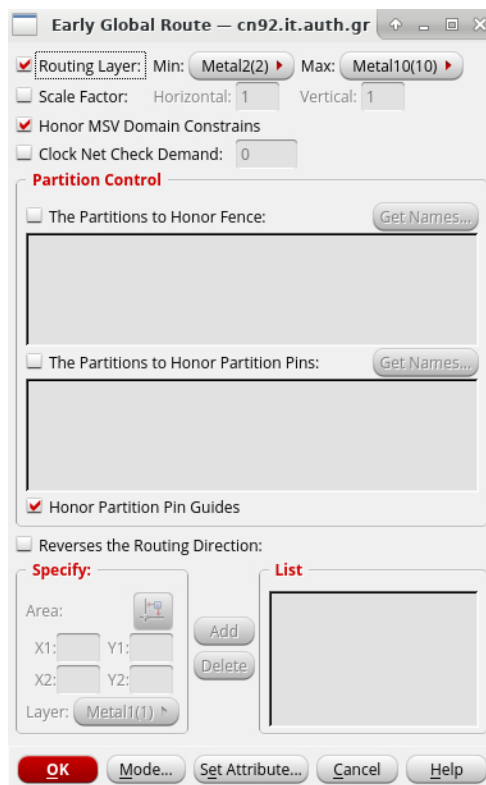 Early Global Route — cn92.it.auth.gr
Routing Layer: Min: Metal2(2) Max: Metal10(10)
Scale Factor: Horizontal: 1 Vertical: 1
Honor MSV Domain Constrains
Clock Net Check Demand: 0
Partition Control
The Partitions to Honor Fence: Get Names...
The Partitions to Honor Partition Pins: Get Names...
Honor Partition Pin Guides
Reverses the Routing Direction:
Specify: List
Area:
X1: Y1: Add
X2: Y2: Delete
Layer: Metal1(1)
OK Mode... Set Attribute... Cancel Help